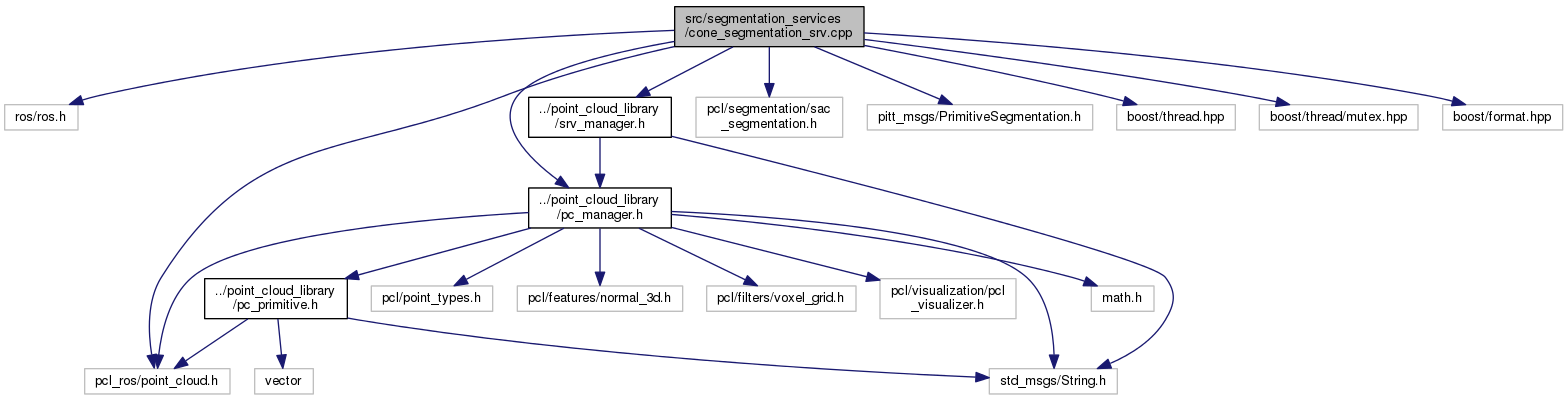 src/segmentation_services
/cone_segmentation_srv.cpp
ros/ros.h
../point_cloud_library
/srv_manager.h
pcl/segmentation/sac
_segmentation.h
pitt_msgs/PrimitiveSegmentation.h
boost/thread.hpp
boost/thread/mutex.hpp
boost/format.hpp
../point_cloud_library
/pc_manager.h
../point_cloud_library
/pc_primitive.h
pcl/point_types.h
pcl/features/normal_3d.h
pcl/filters/voxel_grid.h
pcl/visualization/pcl
_visualizer.h
math.h
pcl_ros/point_cloud.h
vector
std_msgs/String.h